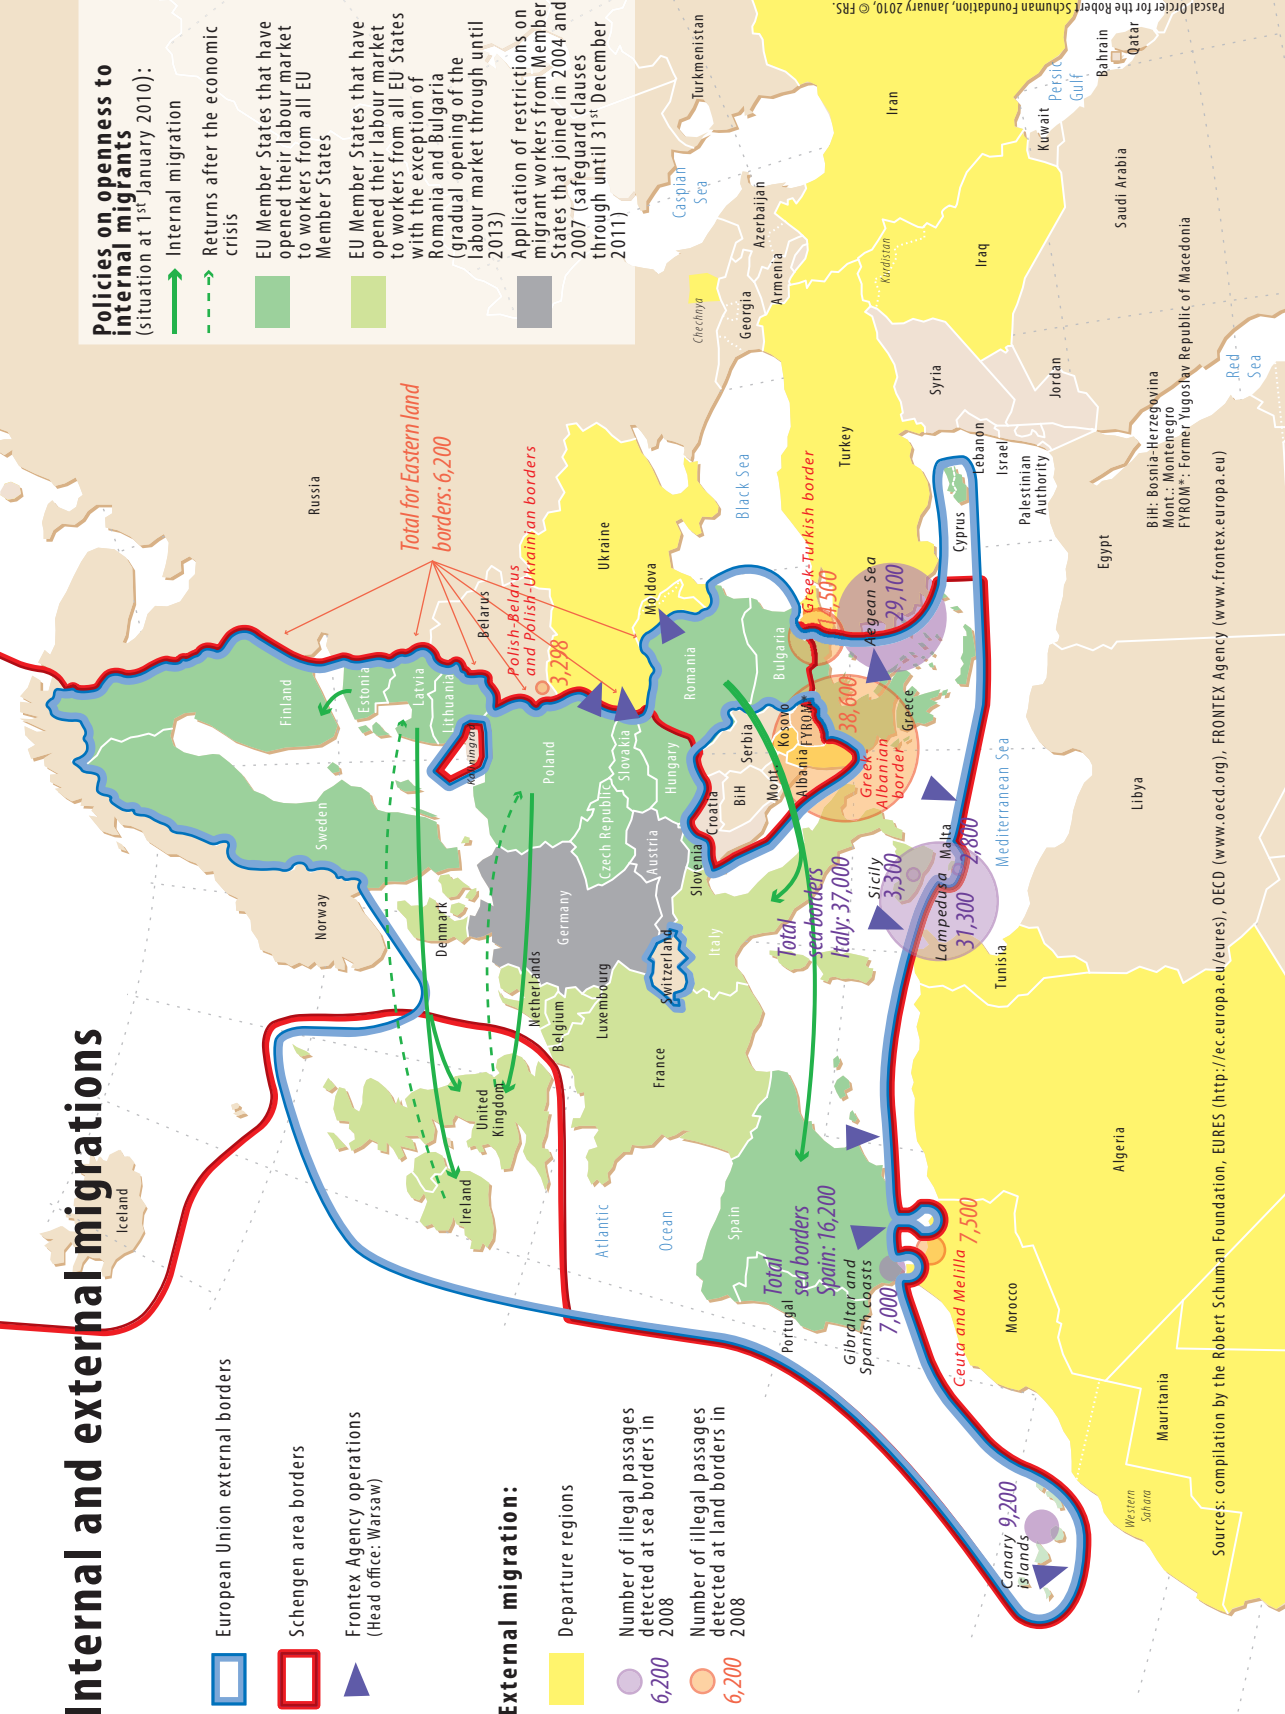 Internal and external migrations
European Union external borders
Schengen area borders
Frontex Agency operations
(Head office: Warsaw)
External migration:
Departure regions
Number of illegal passages
detected at sea borders in
2008
6,200
Number of illegal passages
detected at land borders in
2008
6,200
Policies on openness to
internal migrants
(situation at 1st January 2010):
Internal migration
Returns after the economic
crisis
EU Member States that have
opened their labour market
to workers from all EU
Member States
EU Member States that have
opened their labour market
to workers from all EU States
with the exception of
Romania and Bulgaria
(gradual opening of the
labour market through until
2013)
Application of restrictions on
migrant workers from Member
States that joined in 2004 and
2007 (safeguard clauses
through until 31st December
2011)
Iceland
Norway
Sweden
Finland
Russia
Estonia
Latvia
Lithuania
Kaliningrad
Belarus
Total for Eastern land
borders: 6,200
Polish-Belarus
and Polish-Ukrainian borders
3,298
Ireland
United
Kingdom
Denmark
Netherlands
Belgium
Luxembourg
Germany
Poland
Czech Republic
Slovakia
Austria
Hungary
Ukraine
Moldova
Romania
Bulgaria
Atlantic
Ocean
France
Switzerland
Italy
Slovenia
Croatia
BiH
Serbia
Mont.
Kosovo
Albania
FYROM*
Black Sea
Chechnya
Georgia
Armenia
Azerbaijan
Caspian
Sea
Turkmenistan
Turkey
Greek-Turkish border
14,500
Aegean Sea
29,100
38,600
Greek-
Albanian
border
Greece
Spain
Portugal
Total
sea borders
Spain: 16,200
Gibraltar and
Spanish coasts
7,000
Ceuta and Melilla 7,500
Canary
islands
9,200
Total
sea borders
Italy: 37,000
Sicily
3,300
Malta
2,800
Lampedusa
31,300
Mediterranean Sea
Cyprus
Lebanon
Israel
Palestinian
Authority
Syria
Jordan
Iraq
Kurdistan
Iran
Kuwait
Persic
Gulf
Bahrain
Qatar
Saudi Arabia
Red
Sea
Egypt
Libya
Tunisia
Algeria
Morocco
Western
Sahara
Mauritania
BiH: Bosnia-Herzegovina
Mont.: Montenegro
FYROM*: Former Yugoslav Republic of Macedonia
Sources: compilation by the Robert Schuman Foundation, EURES (http://ec.europa.eu/eures), OECD (www.oecd.org), FRONTEX Agency (www.frontex.europa.eu)
Pascal Orcier for the Robert Schuman Foundation, January 2010, © FRS.